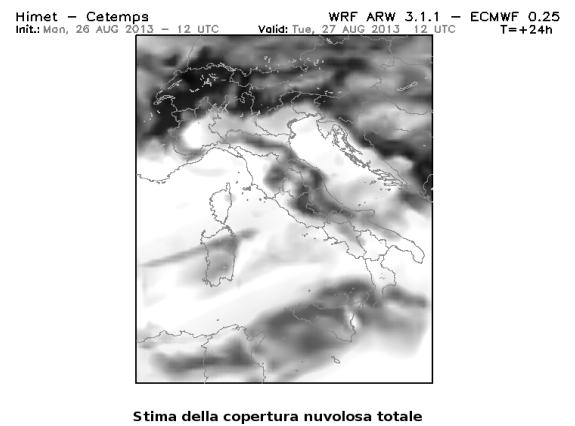 Himet – Cetemps WRF ARW 3.1.1 – ECMWF 0.25
Init.: Mon, 26 AUG 2013 – 12 UTC Valid: Tue, 27 AUG 2013 12 UTC T=+24h
Stima della copertura nuvolosa totale